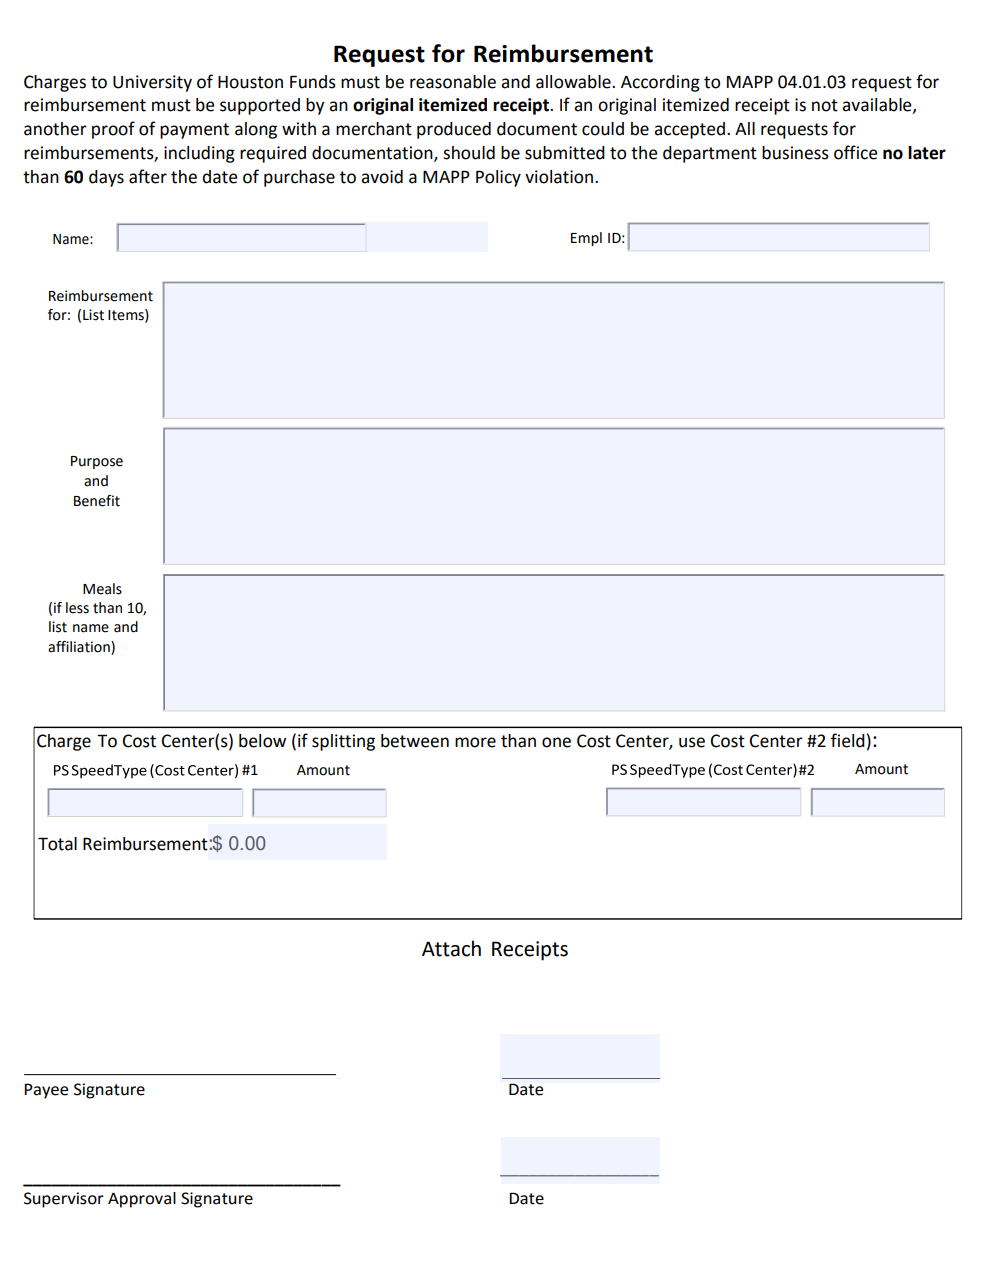 Request for Reimbursement
Charges to University of Houston Funds must be reasonable and allowable. According to MAPP 04.01.03 request for
reimbursement must be supported by an original itemized receipt. If an original itemized receipt is not available,
another proof of payment along with a merchant produced document could be accepted. All requests for
reimbursements, including required documentation, should be submitted to the department business office no later
than 60 days after the date of purchase to avoid a MAPP Policy violation.
Name: Empl ID:
Reimbursement
for: (List Items)
Purpose
and
Benefit
Meals
(if less than 10,
list name and
affiliation)
Charge To Cost Center(s) below (if splitting between more than one Cost Center, use Cost Center #2 field):
PS SpeedType (Cost Center) #1 Amount PS SpeedType (Cost Center) #2 Amount
Total Reimbursement: $ 0.00
Attach Receipts
Payee Signature Date
Supervisor Approval Signature Date